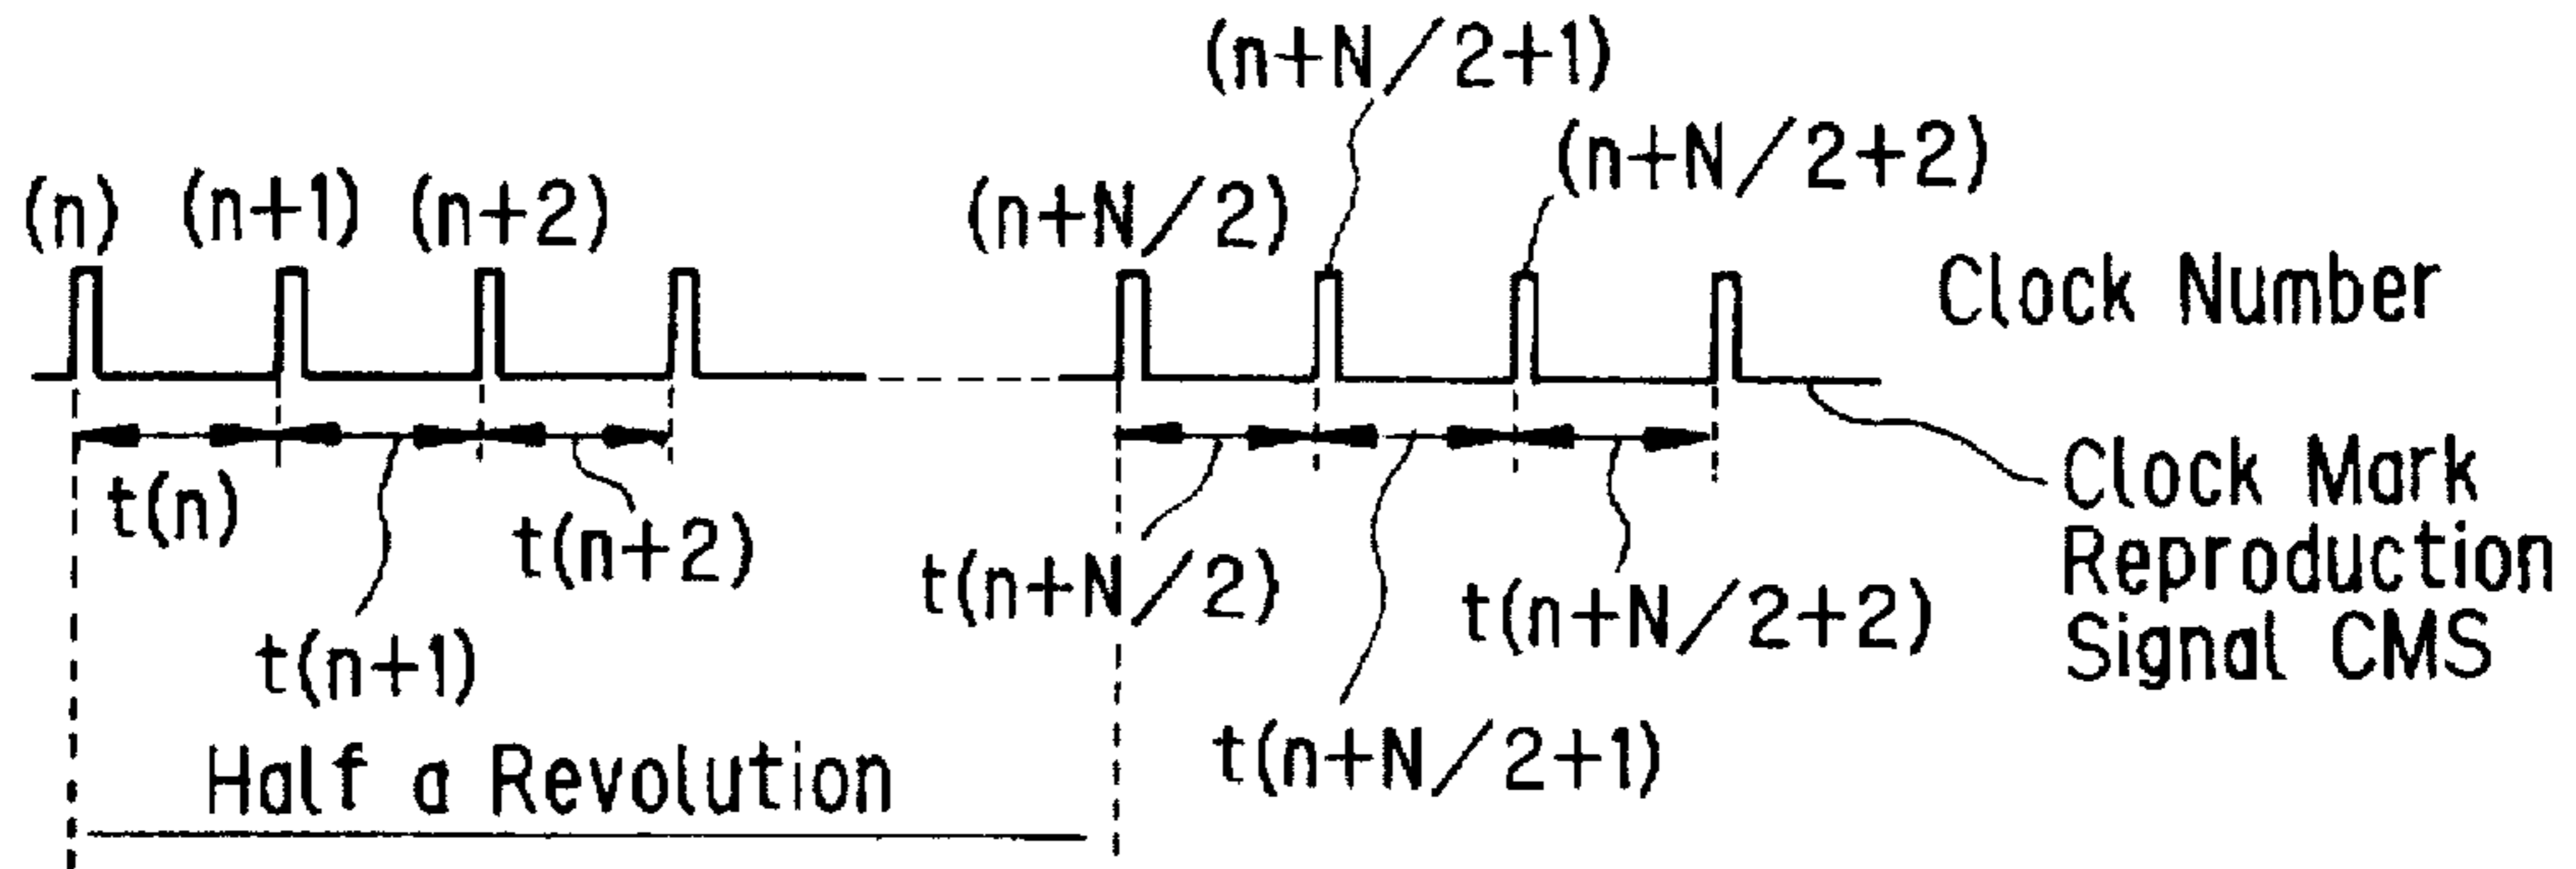 (n+N/2+1)
(n) (n+1) (n+2) (n+N/2) (n+N/2+2)
Clock Number
t(n) t(n+2) t(n+N/2) t(n+N/2+2)
t(n+1) t(n+N/2+1)
Clock Mark
Reproduction
Signal CMS
Half a Revolution